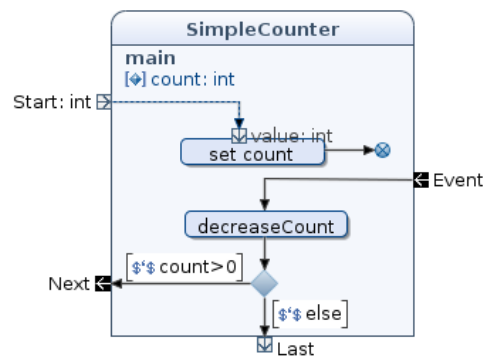 SimpleCounter
main
count: int
Start: int
value: int
set count
Event
decreaseCount
[$‘$ count>0]
Next
[$‘$ else]
Last